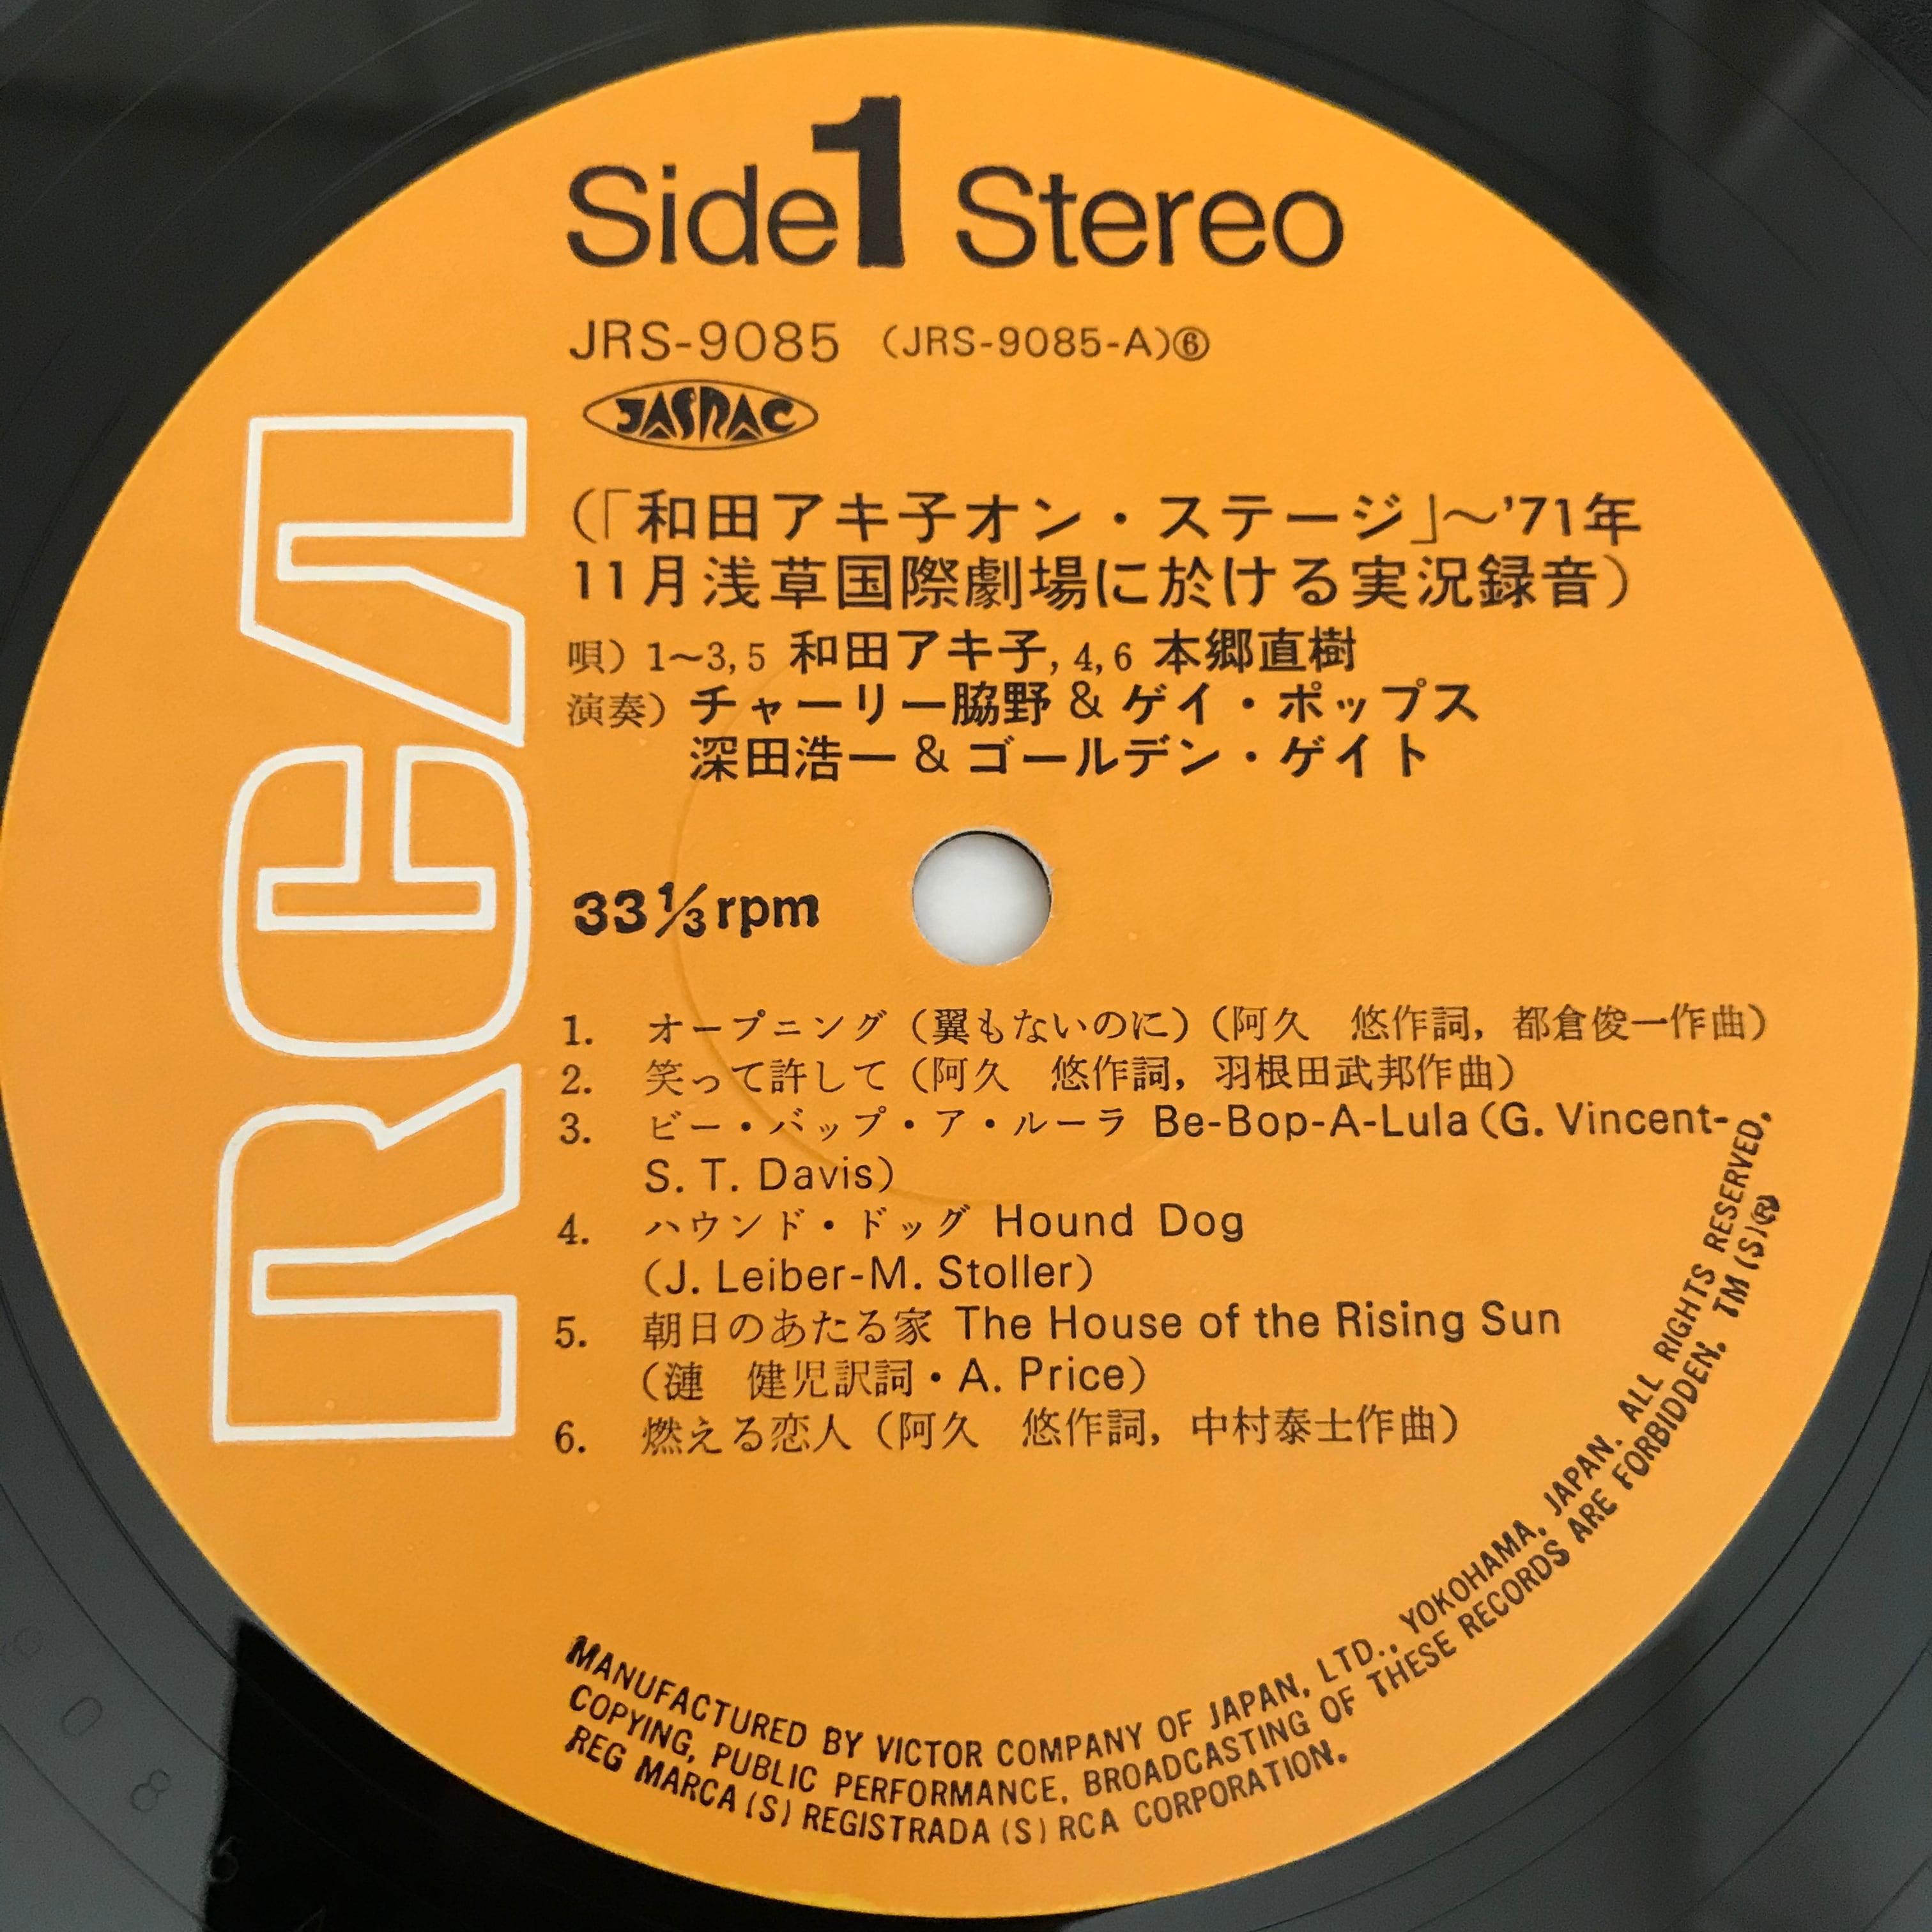 Side 1 Stereo
JRS-9085 (JRS-9085-A)⑥
JASRAC
(「和田アキ子オン・ステージ」〜'71年
11月浅草国際劇場に於ける実況録音)
唄) 1〜3, 5 和田アキ子, 4, 6 本郷直樹
演奏) チャーリー脇野 & ゲイ・ポップス
深田浩一 & ゴールデン・ゲイト
RCA
33 1/3 rpm
1. オープニング (翼もないのに) (阿久 悠作詞, 都倉俊一作曲)
2. 笑って許して (阿久 悠作詞, 羽根田武邦作曲)
3. ビー・バップ・ア・ルーラ Be-Bop-A-Lula (G. Vincent-
S. T. Davis)
4. ハウンド・ドッグ Hound Dog
(J. Leiber-M. Stoller)
5. 朝日のあたる家 The House of the Rising Sun
(漣 健児訳詞・A. Price)
6. 燃える恋人 (阿久 悠作詞, 中村泰士作曲)
MANUFACTURED BY VICTOR COMPANY OF JAPAN, LTD., YOKOHAMA, JAPAN. ALL RIGHTS RESERVED,
COPYING, PUBLIC PERFORMANCE, BROADCASTING OF THESE RECORDS ARE FORBIDDEN. TM (S) ®
REG MARCA (S) REGISTRADA (S) RCA CORPORATION.